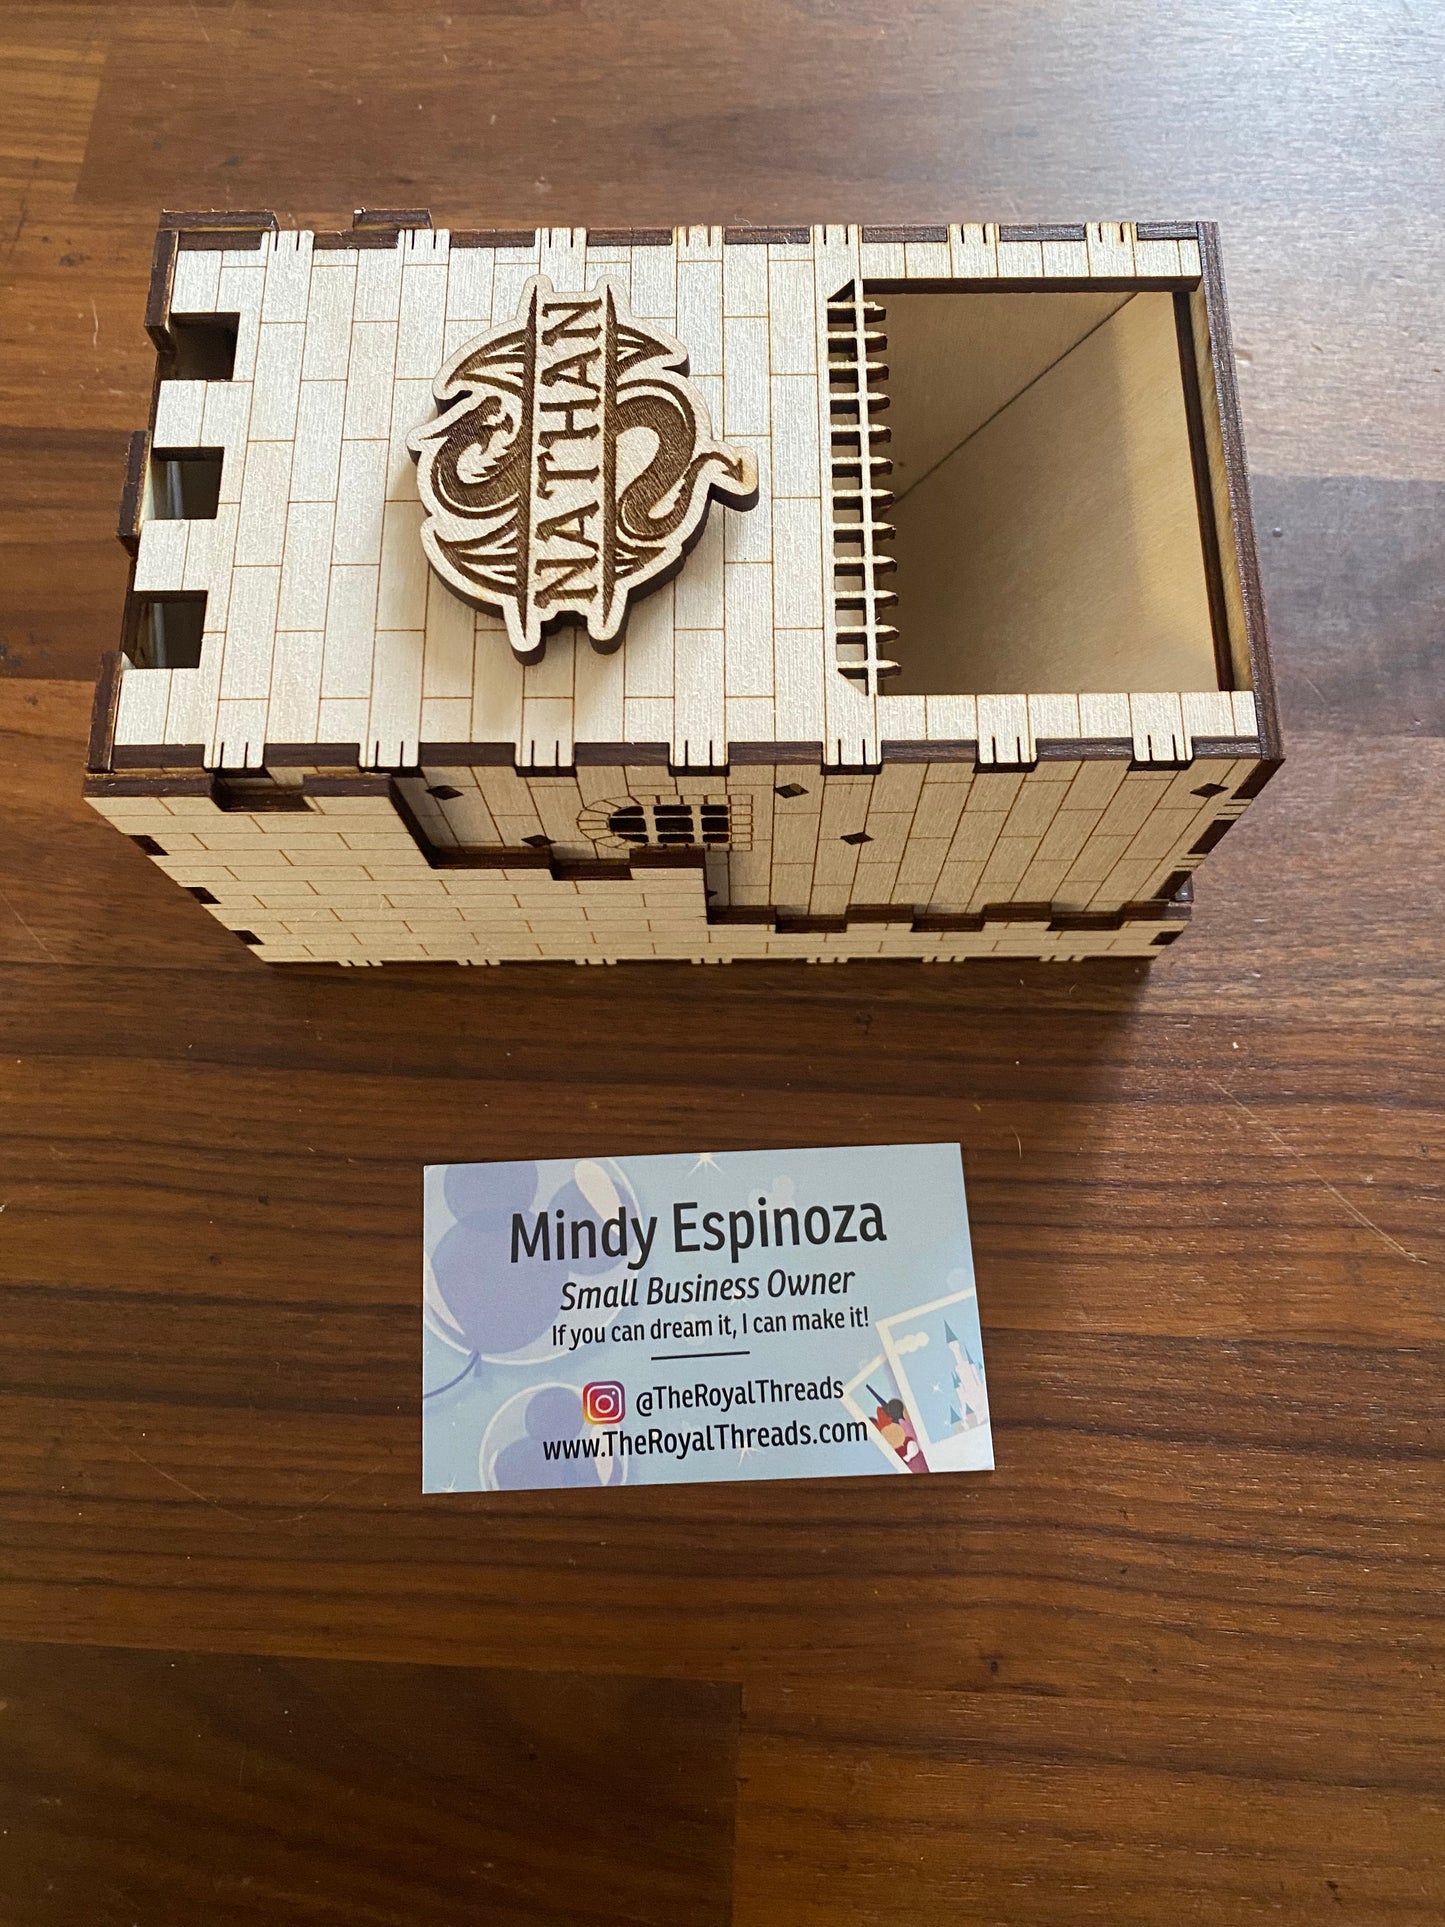 NATHAN
Mindy Espinoza
Small Business Owner
If you can dream it, I can make it!
@TheRoyalThreads
www.TheRoyalThreads.com